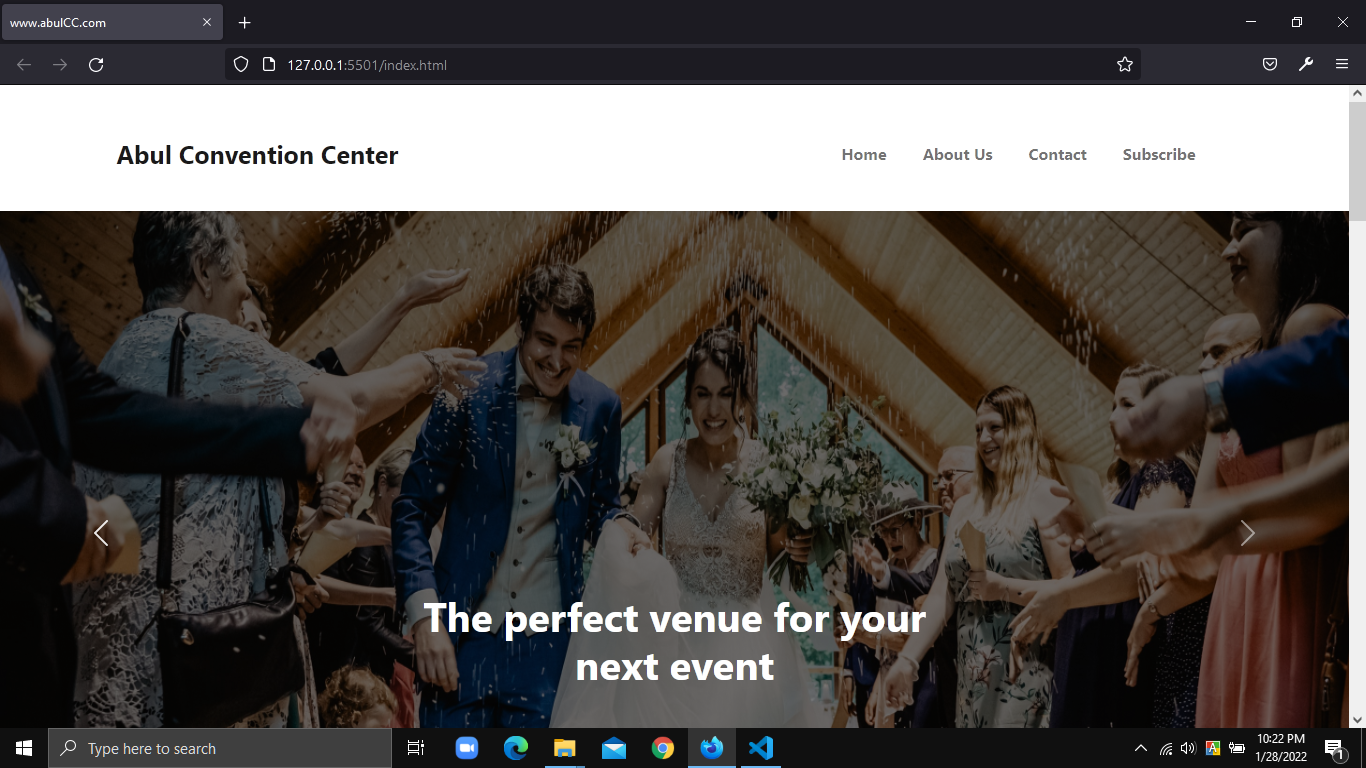 www.abulCC.com
127.0.0.1:5501/index.html
Abul Convention Center
Home About Us Contact Subscribe
The perfect venue for your
next event
Type here to search
10:22 PM
1/28/2022
A
1